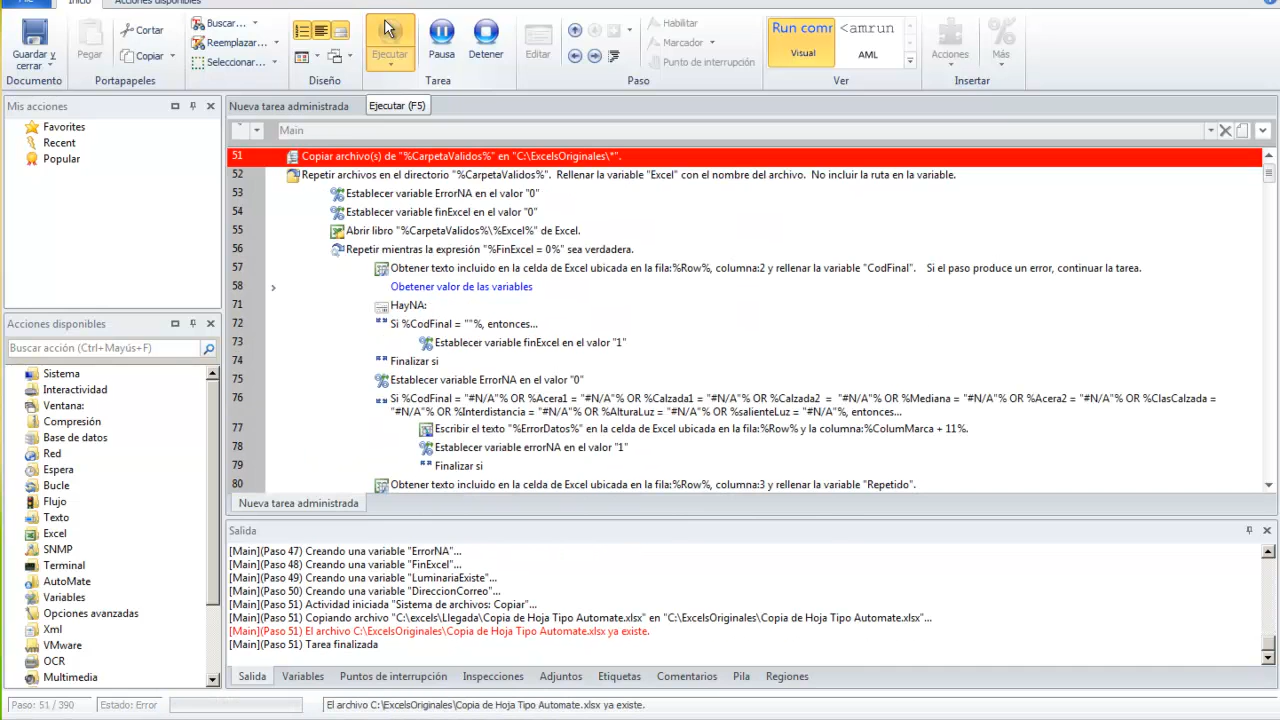 File
Inicio
Acciones disponibles
Guardar y
cerrar
Documento
Pegar
Cortar
Copiar
Portapapeles
Buscar...
Reemplazar...
Seleccionar...
Diseño
Ejecutar
Pausa
Detener
Tarea
Editar
Habilitar
Marcador
Punto de interrupción
Paso
Run comr
Visual
<amrun
AML
Ver
Acciones
Más
Insertar
Mis acciones
Favorites
Recent
Popular
Nueva tarea administrada
Ejecutar (F5)
Main
51 Copiar archivo(s) de "%CarpetaValidos%" en "C:\ExcelsOriginales\*".
52 Repetir archivos en el directorio "%CarpetaValidos%". Rellenar la variable "Excel" con el nombre del archivo. No incluir la ruta en la variable.
53 Establecer variable ErrorNA en el valor "0"
54 Establecer variable finExcel en el valor "0"
55 Abrir libro "%CarpetaValidos%\%Excel%" de Excel.
56 Repetir mientras la expresión "%FinExcel = 0%" sea verdadera.
57 Obtener texto incluido en la celda de Excel ubicada en la fila:%Row%, columna:2 y rellenar la variable "CodFinal". Si el paso produce un error, continuar la tarea.
58 Obetener valor de las variables
71 HayNA:
72 Si %CodFinal = ""%, entonces...
73 Establecer variable finExcel en el valor "1"
74 Finalizar si
75 Establecer variable ErrorNA en el valor "0"
76 Si %CodFinal = "#N/A"% OR %Acera1 = "#N/A"% OR %Calzada1 = "#N/A"% OR %Calzada2 = "#N/A"% OR %Mediana = "#N/A"% OR %Acera2 = "#N/A"% OR %ClasCalzada =
"#N/A"% OR %Interdistancia = "#N/A"% OR %AlturaLuz = "#N/A"% OR %salienteLuz = "#N/A"%, entonces...
77 Escribir el texto "%ErrorDatos%" en la celda de Excel ubicada en la fila:%Row% y la columna:%ColumMarca + 11%.
78 Establecer variable errorNA en el valor "1"
79 Finalizar si
80 Obtener texto incluido en la celda de Excel ubicada en la fila:%Row%, columna:3 y rellenar la variable "Repetido".
Nueva tarea administrada
Acciones disponibles
Buscar acción (Ctrl+Mayús+F)
Sistema
Interactividad
Ventana:
Compresión
Base de datos
Red
Espera
Bucle
Flujo
Texto
Excel
SNMP
Terminal
AutoMate
Variables
Opciones avanzadas
Xml
VMware
OCR
Multimedia
Salida
[Main](Paso 47) Creando una variable "ErrorNA"...
[Main](Paso 48) Creando una variable "FinExcel"...
[Main](Paso 49) Creando una variable "LuminariaExiste"...
[Main](Paso 50) Creando una variable "DireccionCorreo"...
[Main](Paso 51) Actividad iniciada "Sistema de archivos: Copiar"...
[Main](Paso 51) Copiando archivo "C:\excels\Llegada\Copia de Hoja Tipo Automate.xlsx" en "C:\ExcelsOriginales\Copia de Hoja Tipo Automate.xlsx"...
[Main](Paso 51) El archivo C:\ExcelsOriginales\Copia de Hoja Tipo Automate.xlsx ya existe.
[Main](Paso 51) Tarea finalizada
Salida
Variables
Puntos de interrupción
Inspecciones
Adjuntos
Etiquetas
Comentarios
Pila
Regiones
Paso: 51 / 390
Estado: Error
El archivo C:\ExcelsOriginales\Copia de Hoja Tipo Automate.xlsx ya existe.